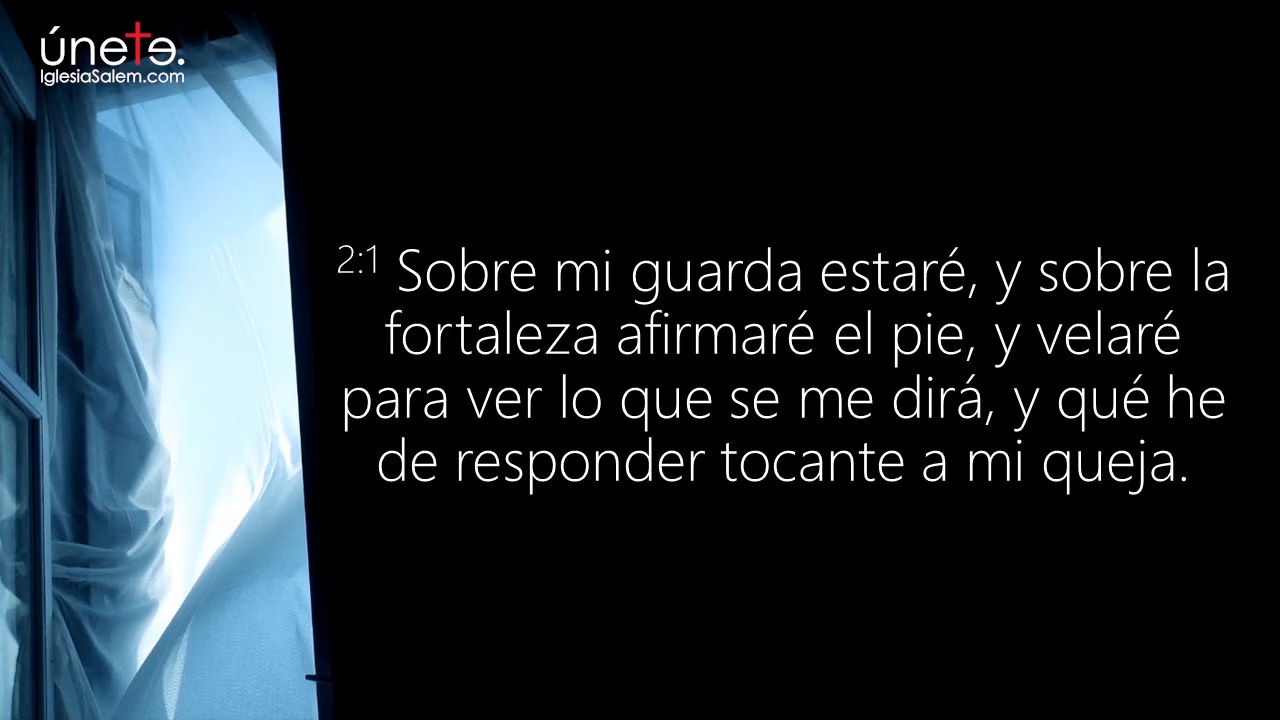 únete.
IglesiaSalem.com
2:1 Sobre mi guarda estaré, y sobre la
fortaleza afirmaré el pie, y velaré
para ver lo que se me dirá, y qué he
de responder tocante a mi queja.